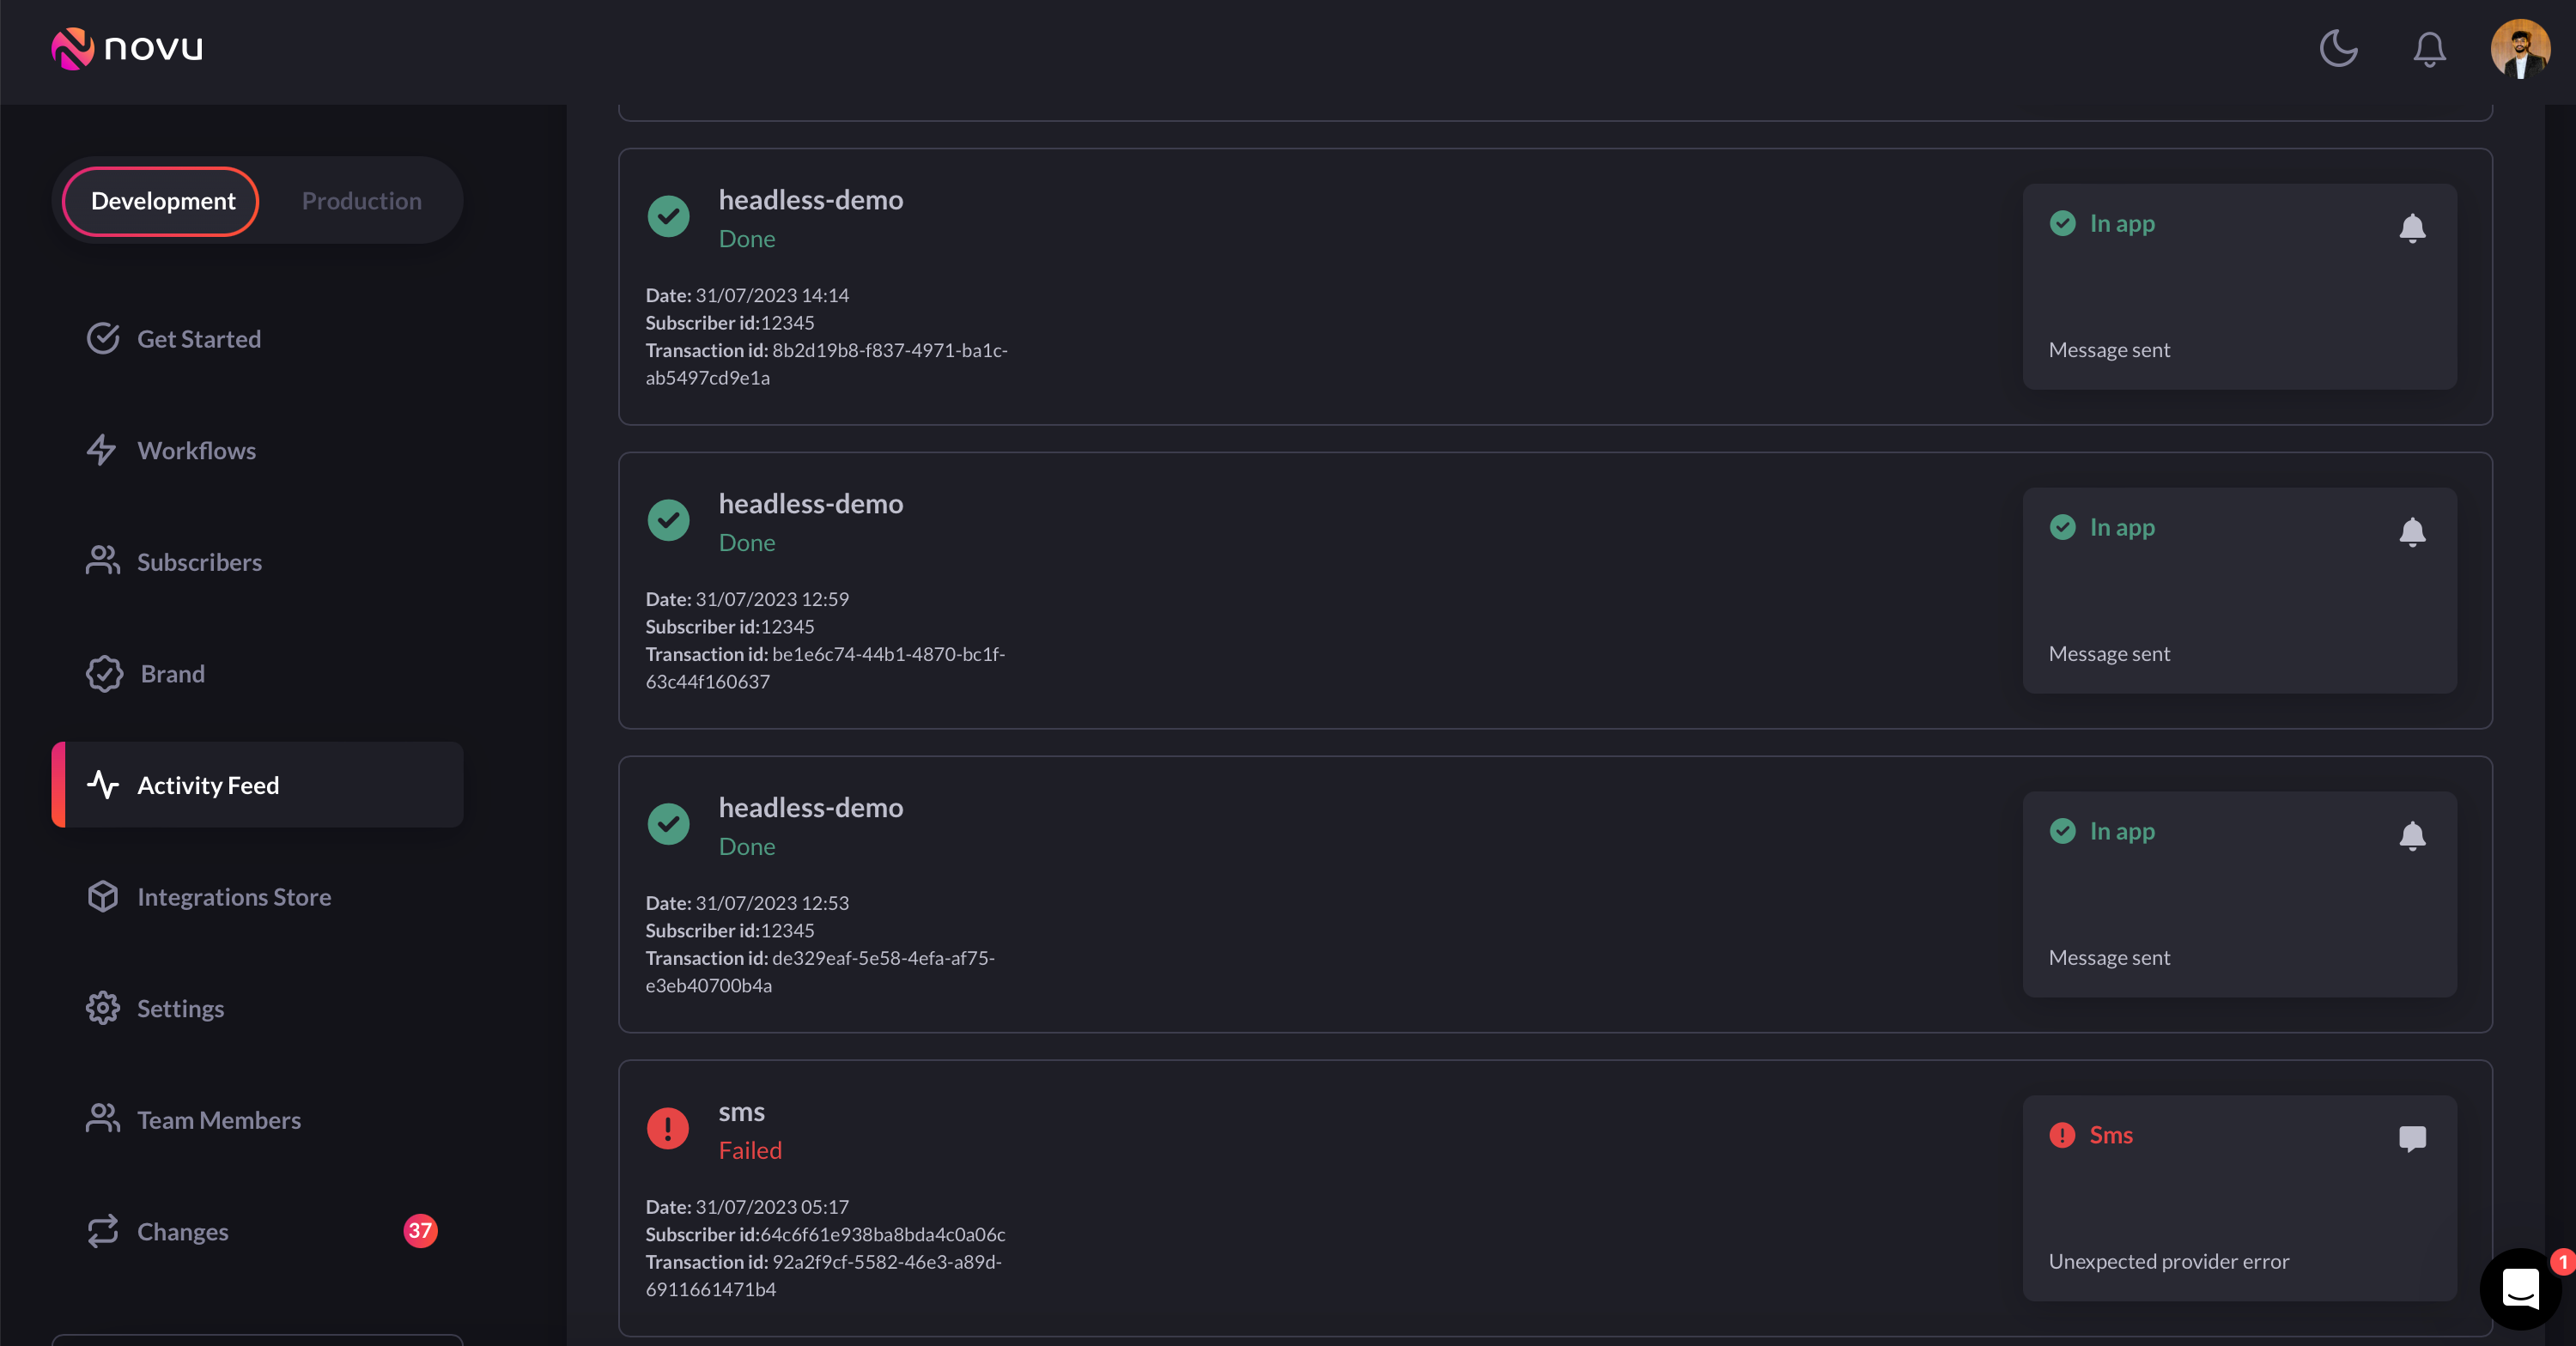 novu
Development
Production
Get Started
Workflows
Subscribers
Brand
Activity Feed
Integrations Store
Settings
Team Members
Changes
37
headless-demo
Done
Date: 31/07/2023 14:14
Subscriber id:12345
Transaction id: 8b2d19b8-f837-4971-ba1c-
ab5497cd9e1a
In app
Message sent
headless-demo
Done
Date: 31/07/2023 12:59
Subscriber id:12345
Transaction id: be1e6c74-44b1-4870-bc1f-
63c44f160637
In app
Message sent
headless-demo
Done
Date: 31/07/2023 12:53
Subscriber id:12345
Transaction id: de329eaf-5e58-4efa-af75-
e3eb40700b4a
In app
Message sent
sms
Failed
Date: 31/07/2023 05:17
Subscriber id:64c6f61e938ba8bda4c0a06c
Transaction id: 92a2f9cf-5582-46e3-a89d-
6911661471b4
Sms
Unexpected provider error
1